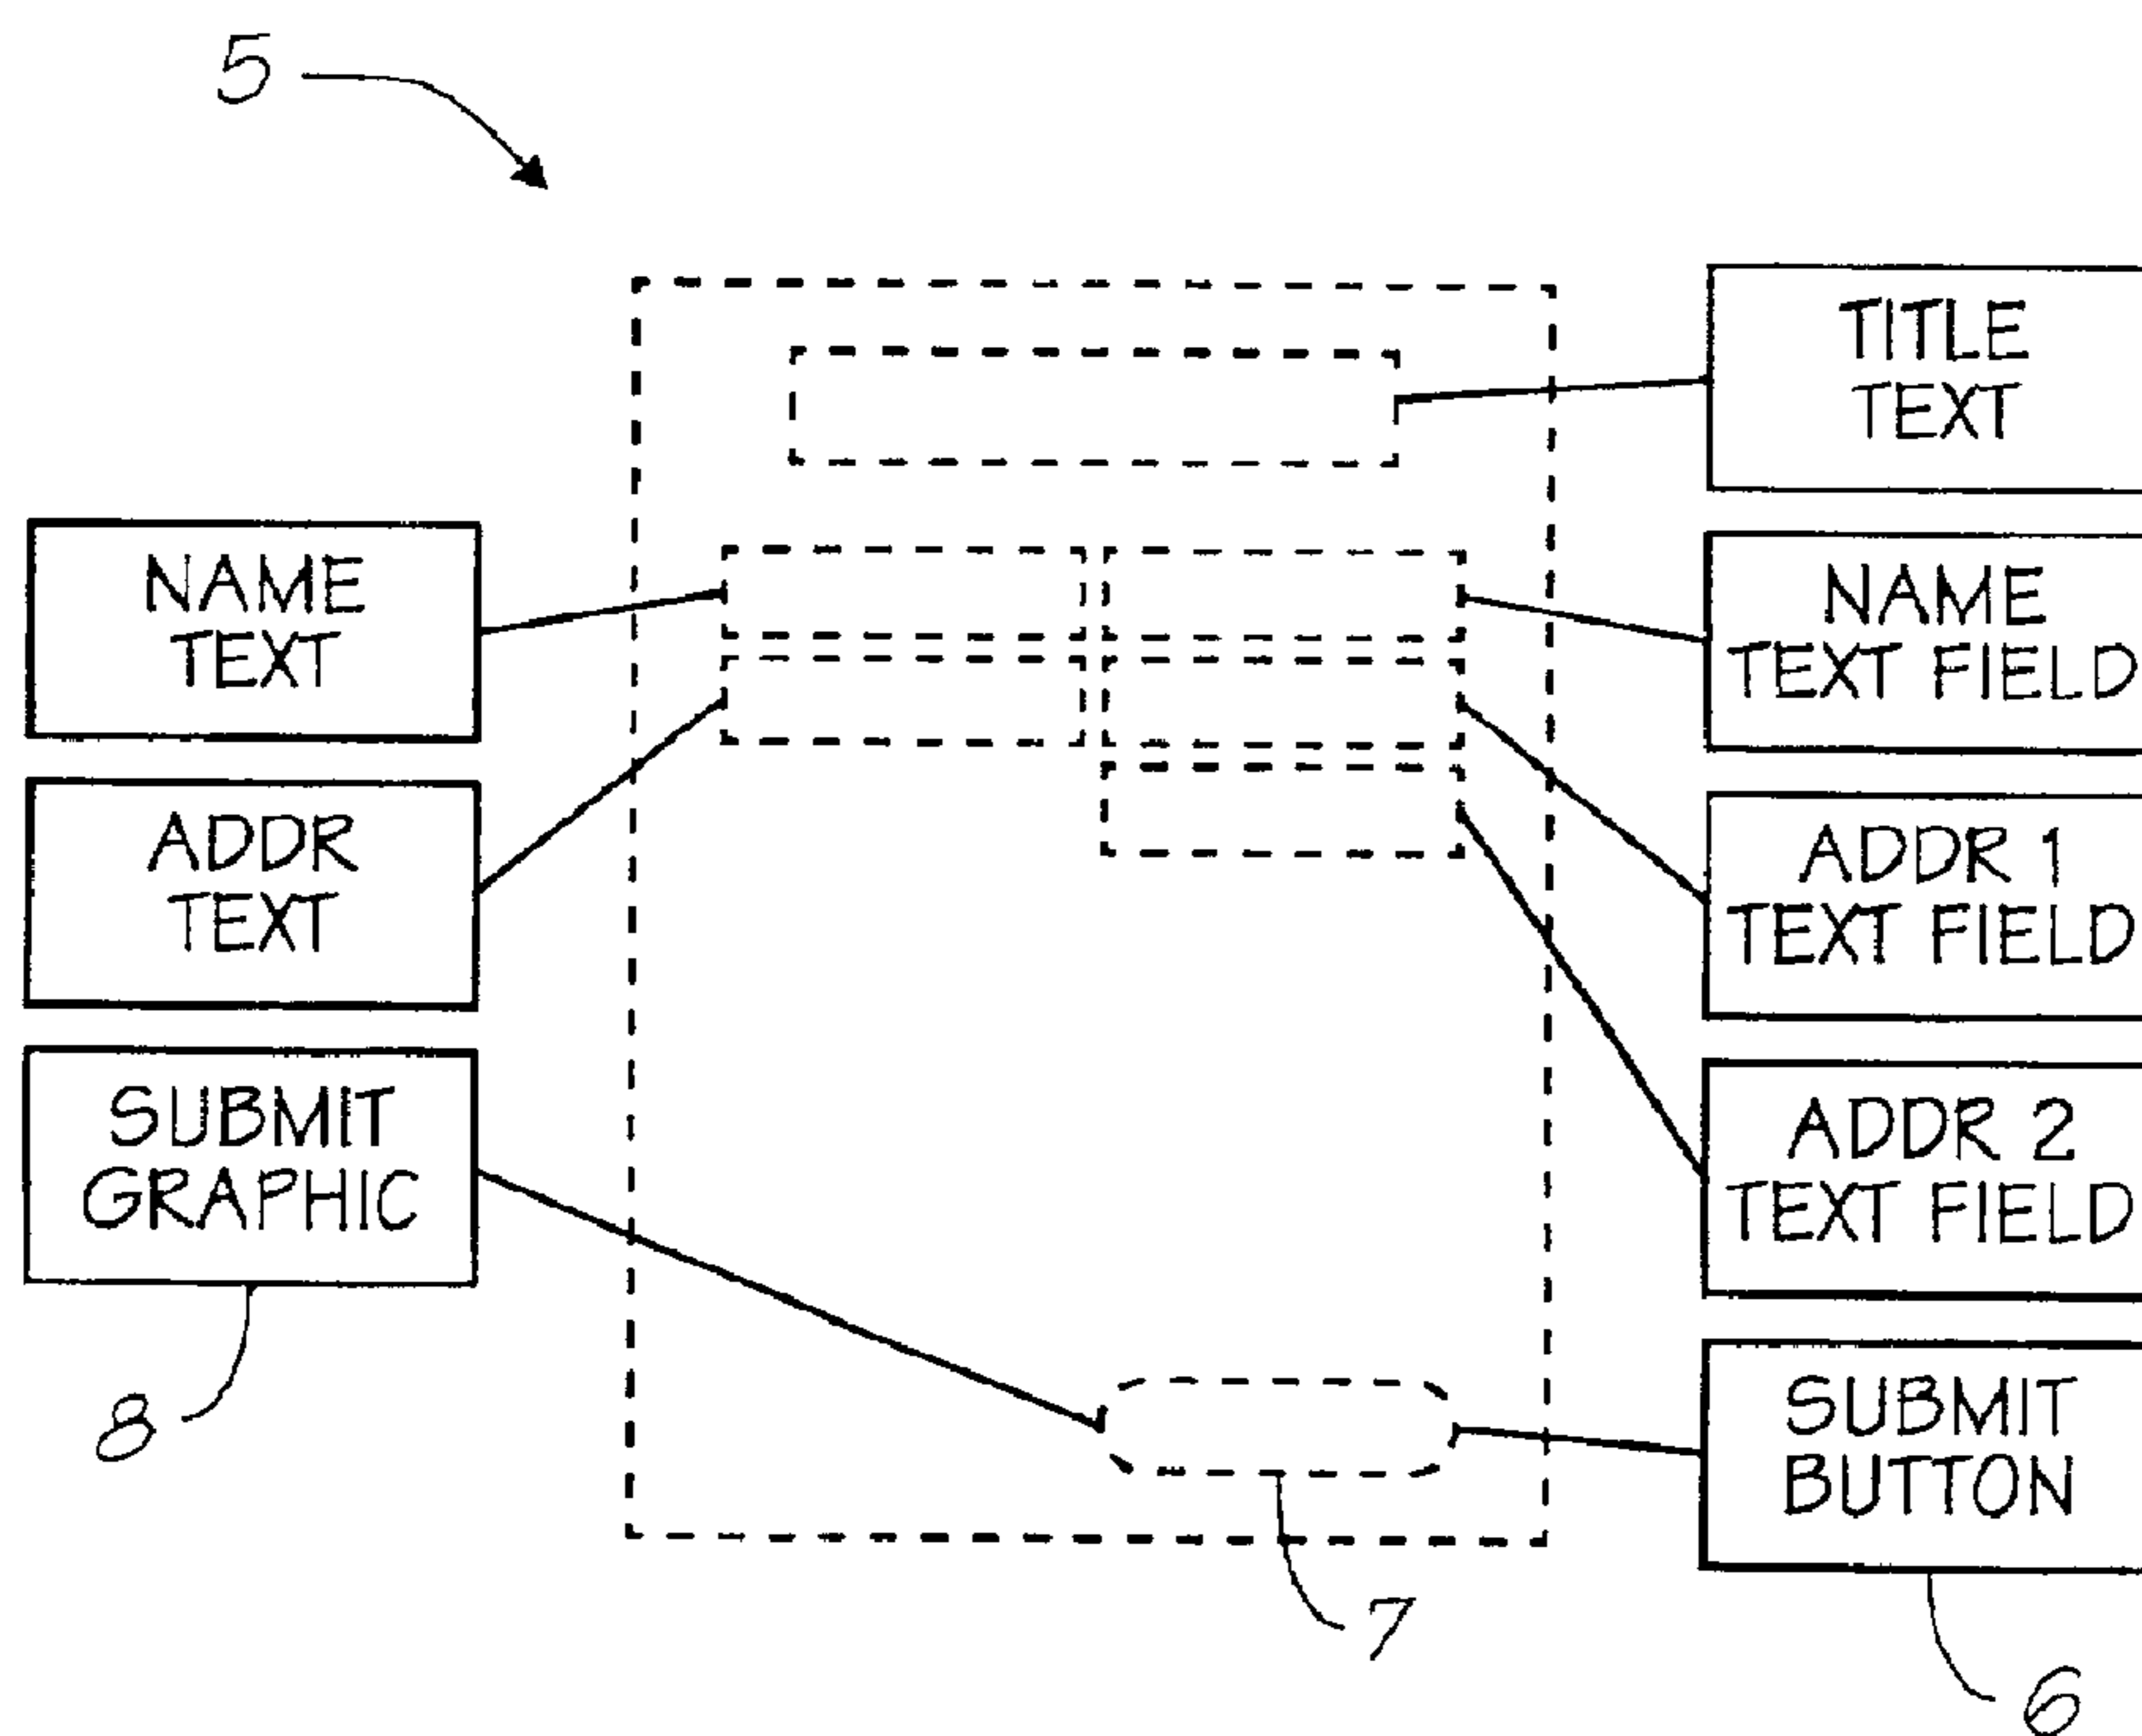 5
TITLE
TEXT
NAME
TEXT
NAME
TEXT FIELD
ADDR
TEXT
ADDR 1
TEXT FIELD
SUBMIT
GRAPHIC
ADDR 2
TEXT FIELD
8
SUBMIT
BUTTON
7
6